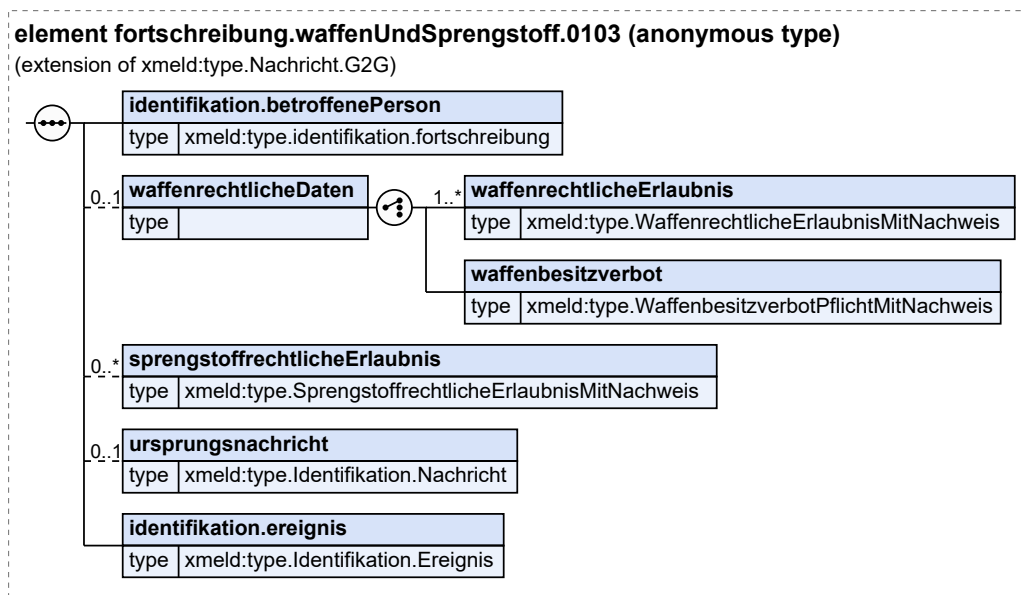 element fortschreibung.waffenUndSprengstoff.0103 (anonymous type)
(extension of xmeld:type.Nachricht.G2G)
identifikation.betroffenePerson
type xmeld:type.identifikation.fortschreibung
0..1 waffenrechtlicheDaten
type
1..* waffenrechtlicheErlaubnis
type xmeld:type.WaffenrechtlicheErlaubnisMitNachweis
waffenbesitzverbot
type xmeld:type.WaffenbesitzverbotPflichtMitNachweis
0..* sprengstoffrechtlicheErlaubnis
type xmeld:type.SprengstoffrechtlicheErlaubnisMitNachweis
0..1 ursprungsnachricht
type xmeld:type.Identifikation.Nachricht
identifikation.ereignis
type xmeld:type.Identifikation.Ereignis